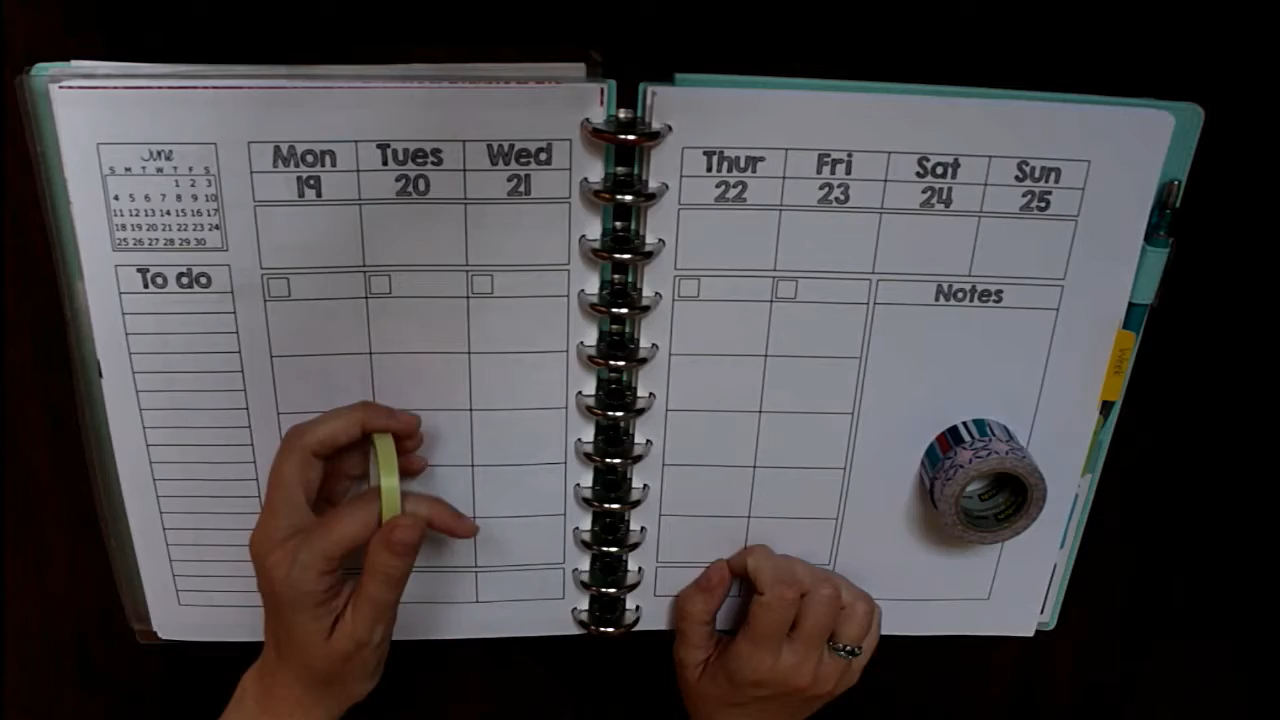 June
S M T W T F S
1 2 3
4 5 6 7 8 9 10
11 12 13 14 15 16 17
18 19 20 21 22 23 24
25 26 27 28 29 30
To do
Mon Tues Wed
19 20 21
Thur Fri Sat Sun
22 23 24 25
Notes
Week